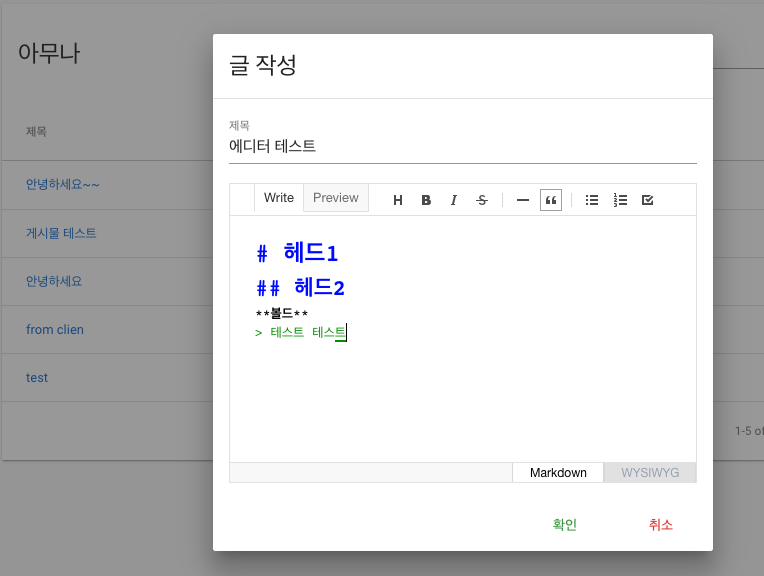 아무나
제목
안녕하세요~~
게시물 테스트
안녕하세요
from clien
test
1-5 of
글 작성
제목
에디터 테스트
Write Preview H B I S
# 헤드1
## 헤드2
**볼드**
> 테스트 테스트
Markdown WYSIWYG
확인 취소